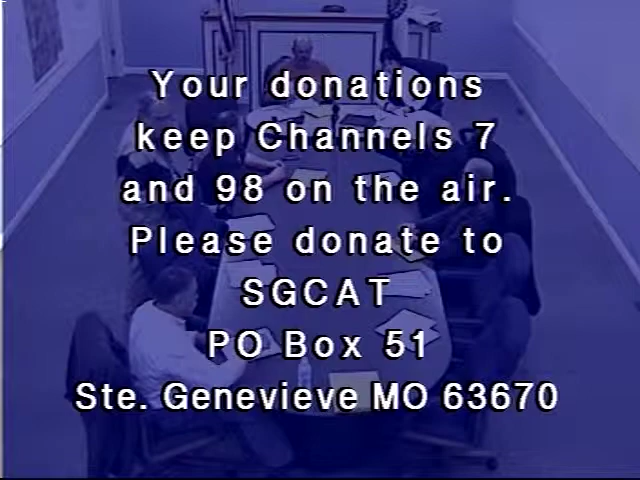 Your donations
keep Channels 7
and 98 on the air.
Please donate to
SGCAT
PO Box 51
Ste. Genevieve MO 63670